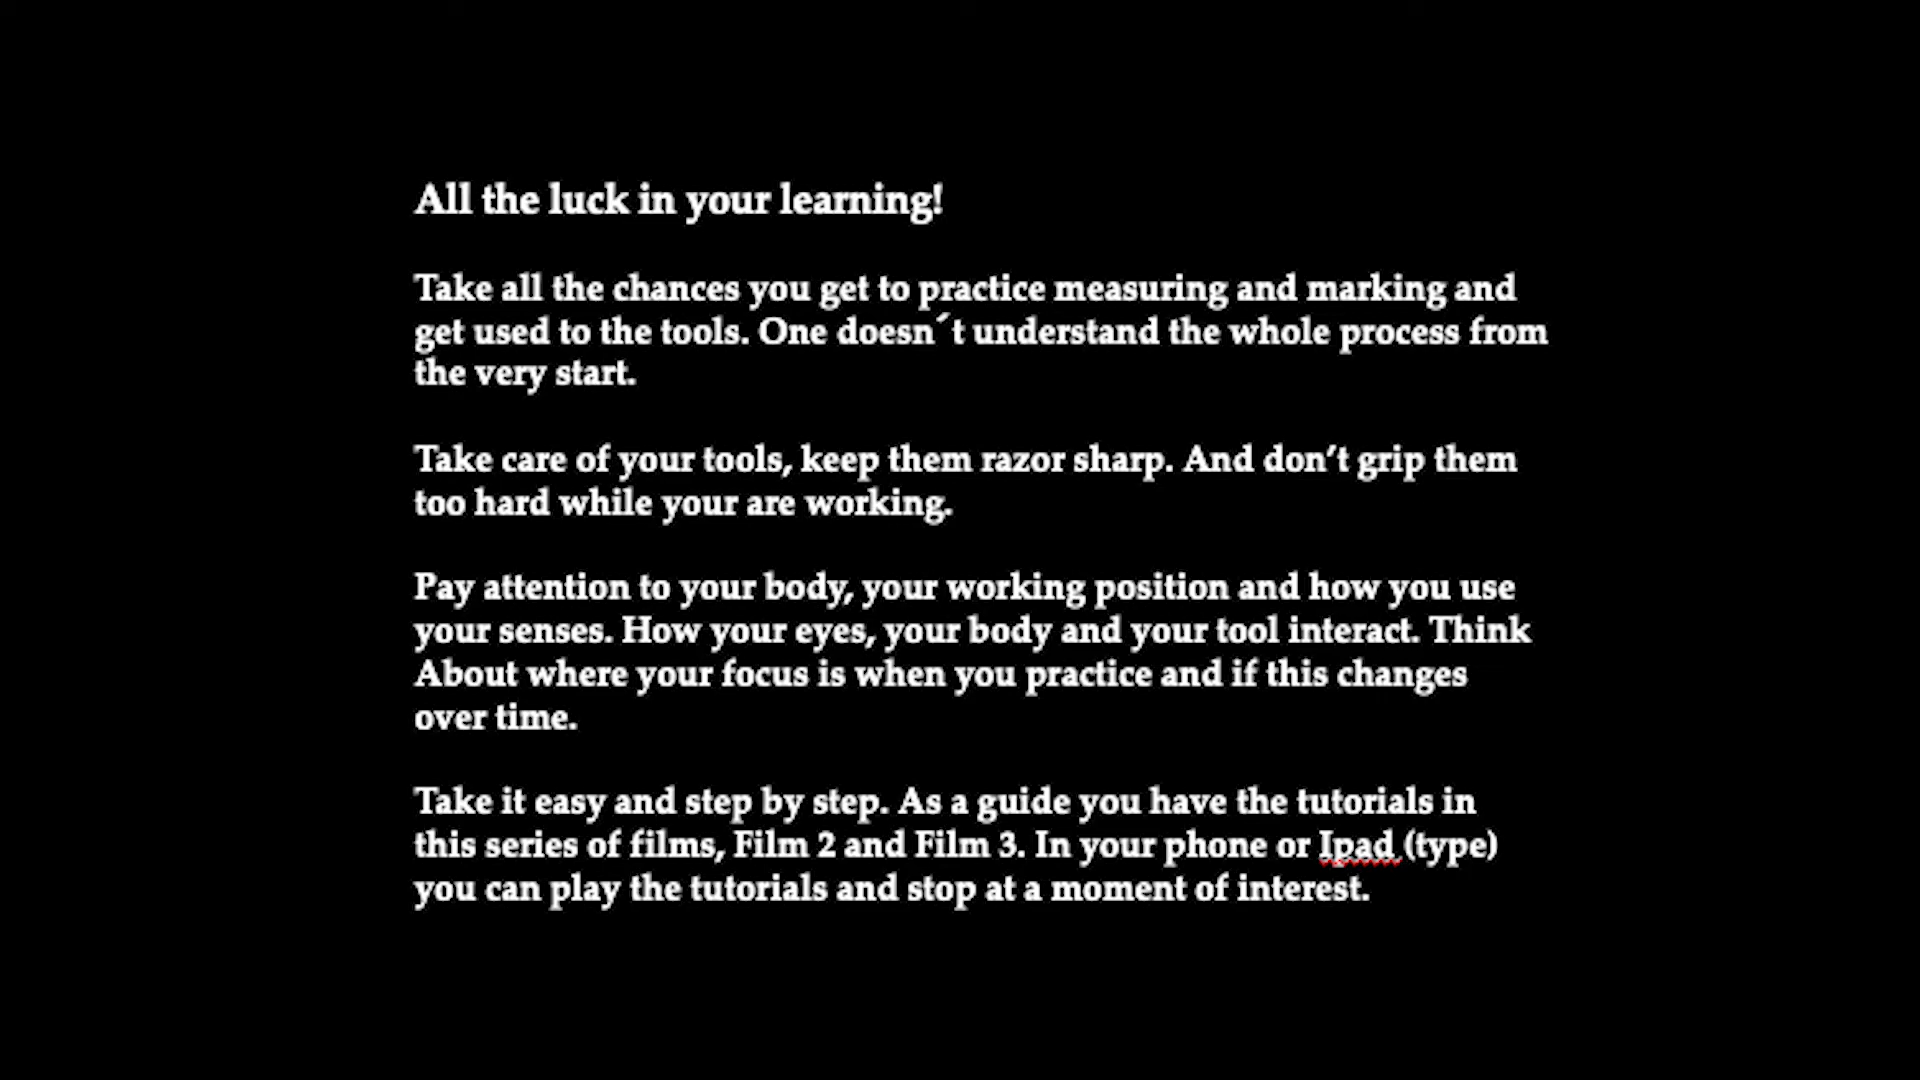 All the luck in your learning!
Take all the chances you get to practice measuring and marking and
get used to the tools. One doesn´t understand the whole process from
the very start.
Take care of your tools, keep them razor sharp. And don’t grip them
too hard while your are working.
Pay attention to your body, your working position and how you use
your senses. How your eyes, your body and your tool interact. Think
About where your focus is when you practice and if this changes
over time.
Take it easy and step by step. As a guide you have the tutorials in
this series of films, Film 2 and Film 3. In your phone or Ipad (type)
you can play the tutorials and stop at a moment of interest.